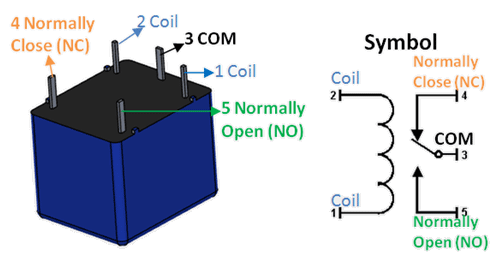 4 Normally
Close (NC)
2 Coil
3 COM
1 Coil
5 Normally
Open (NO)
Symbol
Coil
2
Normally
Close (NC)
4
COM
3
Coil
1
5
Normally
Open (NO)